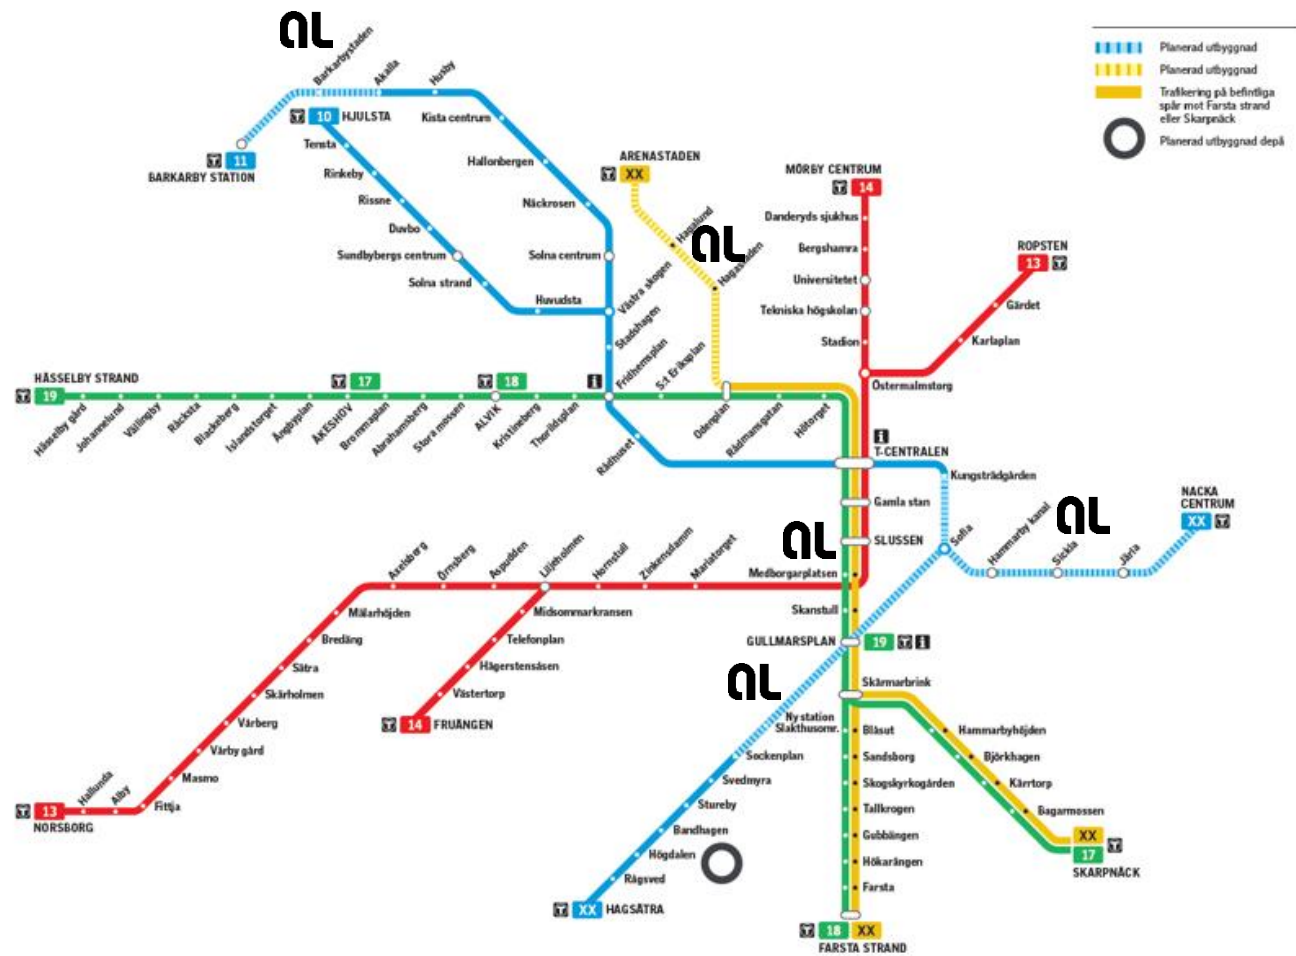 aL
Barkarbystaden
Akalla
Husby
10 HJULSTA
Kista centrum
Tensta
11
BARKARBY STATION
Rinkeby
Hallonbergen
Rissne
Näckrosen
Duvbo
Sundbybergs centrum
Solna centrum
Solna strand
Huvudsta
Västra skogen
Stadshagen
Fridhemsplan
S:t Eriksplan
ARENASTADEN
XX
Hagalund
aL
Hagastaden
MÖRBY CENTRUM
14
Danderyds sjukhus
Bergshamra
Universitetet
Tekniska högskolan
Stadion
Östermalmstorg
ROPSTEN
13
Gärdet
Karlaplan
Planerad utbyggnad
Planerad utbyggnad
Trafikering på befintliga
spår mot Farsta strand
eller Skarpnäck
Planerad utbyggnad depå
HÄSSELBY STRAND
19
17
18
Hässelby gård
Johannelund
Vällingby
Råcksta
Blackeberg
Islandstorget
Ängbyplan
ÅKESHOV
Brommaplan
Abrahamsberg
Stora mossen
ALVIK
Kristineberg
Thorildsplan
Rådhuset
Odenplan
Rådmansgatan
Hötorget
T-CENTRALEN
Kungsträdgården
Gamla stan
SLUSSEN
aL
Medborgarplatsen
Skanstull
GULLMARSPLAN
19
Sofia
Hammarby kanal
aL
Sickla
Järla
NACKA
CENTRUM
XX
Axelsberg
Örnsberg
Aspudden
Liljeholmen
Hornstull
Zinkensdamm
Mariatorget
Mälarhöjden
Bredäng
Sätra
Skärholmen
Vårberg
Vårby gård
Masmo
Fittja
Alby
Hallunda
13
NORSBORG
Midsommarkransen
Telefonplan
Hägerstensåsen
Västertorp
14 FRUÄNGEN
aL
Skärmarbrink
Ny station
Slakthusomr.
Sockenplan
Svedmyra
Stureby
Bandhagen
Högdalen
Rågsved
XX HAGSÄTRA
Blåsut
Sandsborg
Skogskyrkogården
Tallkrogen
Gubbängen
Hökarängen
Farsta
18 XX
FARSTA STRAND
Hammarbyhöjden
Björkhagen
Kärrtorp
Bagarmossen
XX
17
SKARPNÄCK